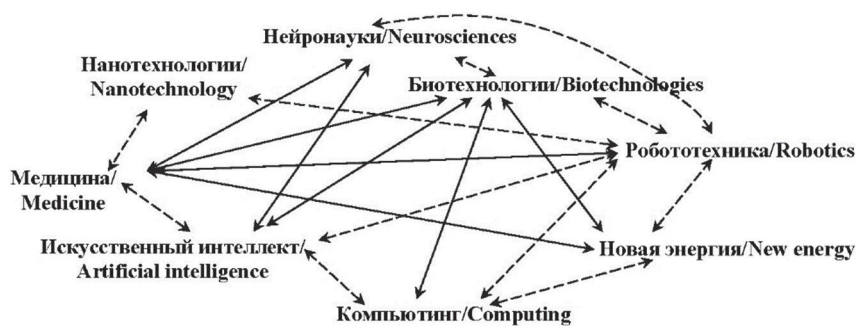 Нейронауки/Neurosciences
Нанотехнологии/
Nanotechnology
Биотехнологии/Biotechnologies
Робототехника/Robotics
Медицина/
Medicine
Искусственный интеллект/
Artificial intelligence
Новая энергия/New energy
Компьютинг/Computing